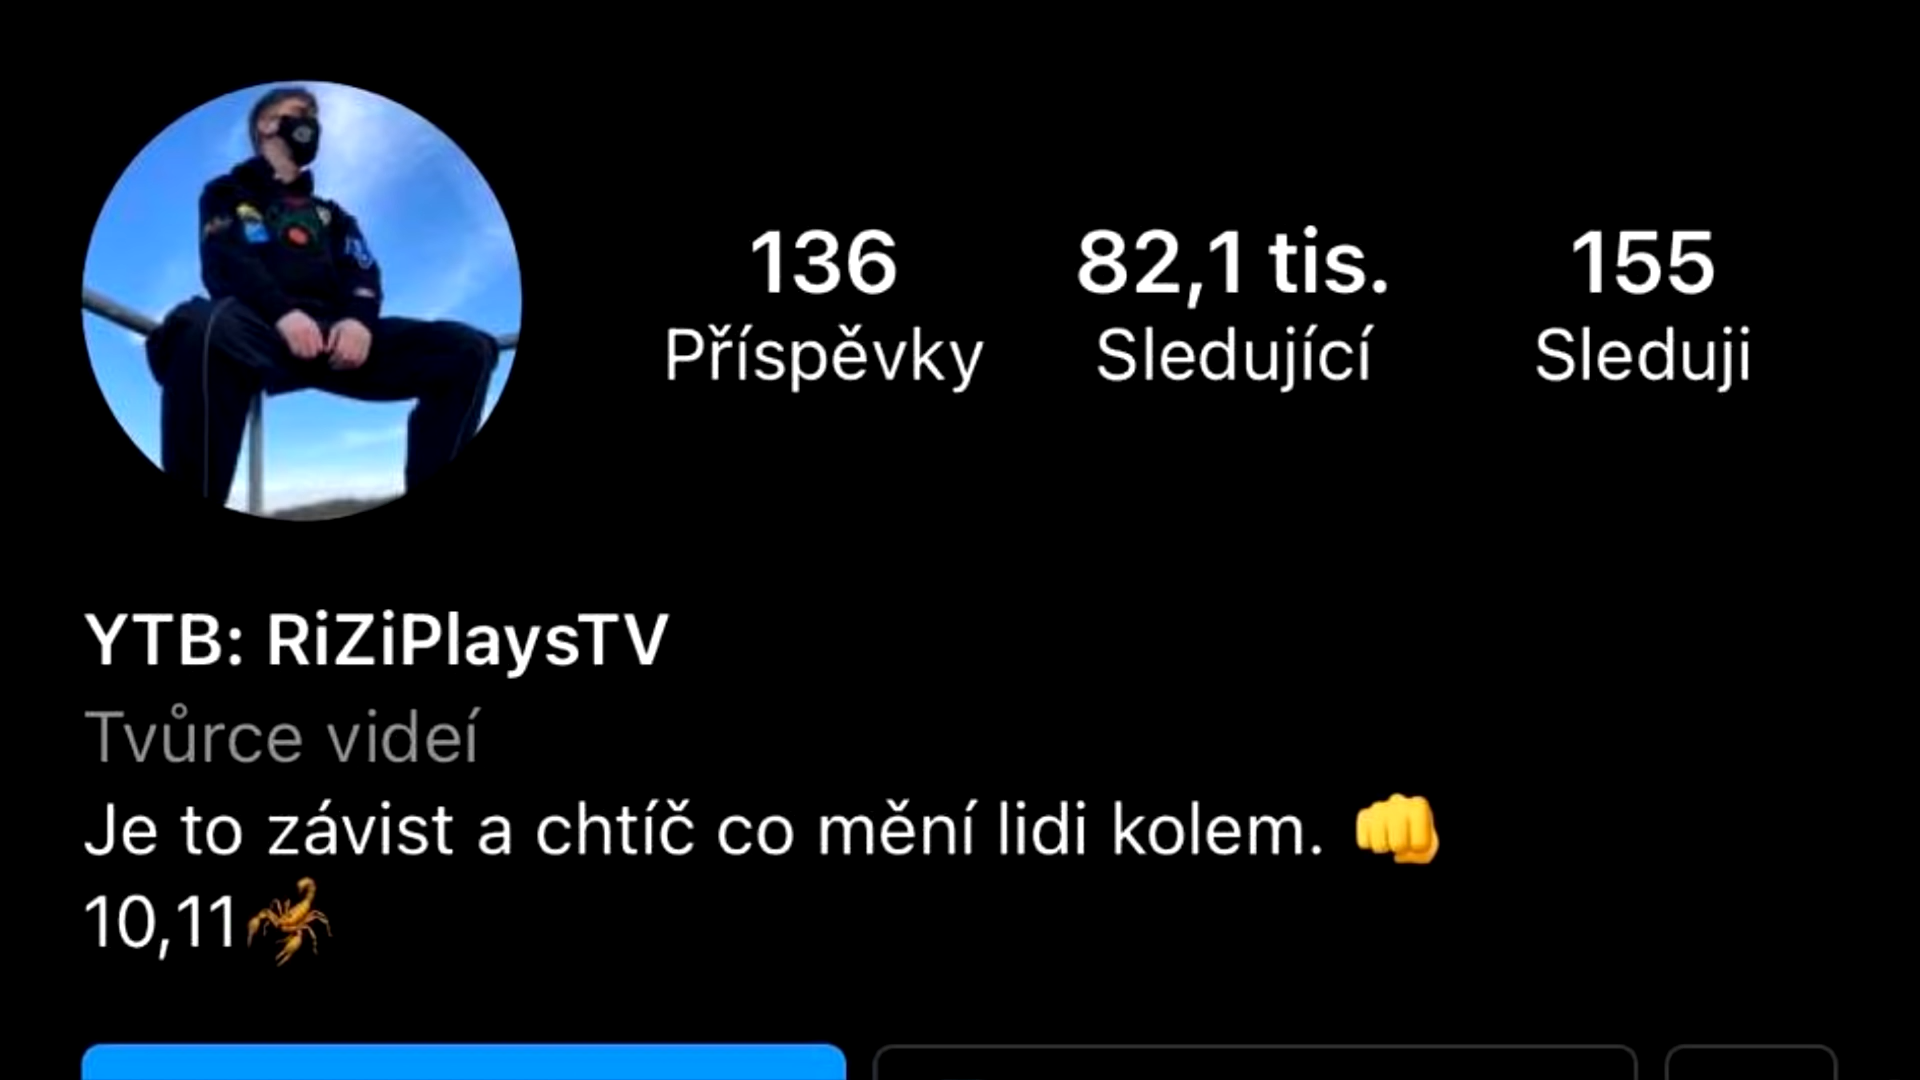 136 82,1 tis. 155
Příspěvky Sledující Sleduji
YTB: RiZiPlaysTV
Tvůrce videí
Je to závist a chtíč co mění lidi kolem. 👊
10,11🦂